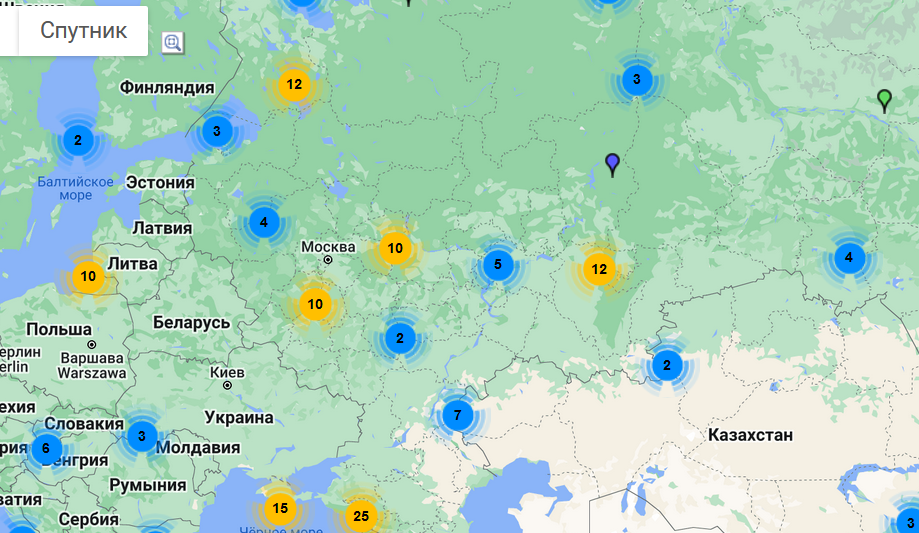 Спутник
12
3
Финляндия
2
3
Балтийское
море
Эстония
4
Латвия
Москва
10
5
12
4
Литва
10
10
Беларусь
2
Польша
Варшава
Warszawa
2
Киев
7
Украина
Казахстан
Словакия
3
6
Молдавия
Румыния
15
25
Сербия
Чёрное море
3